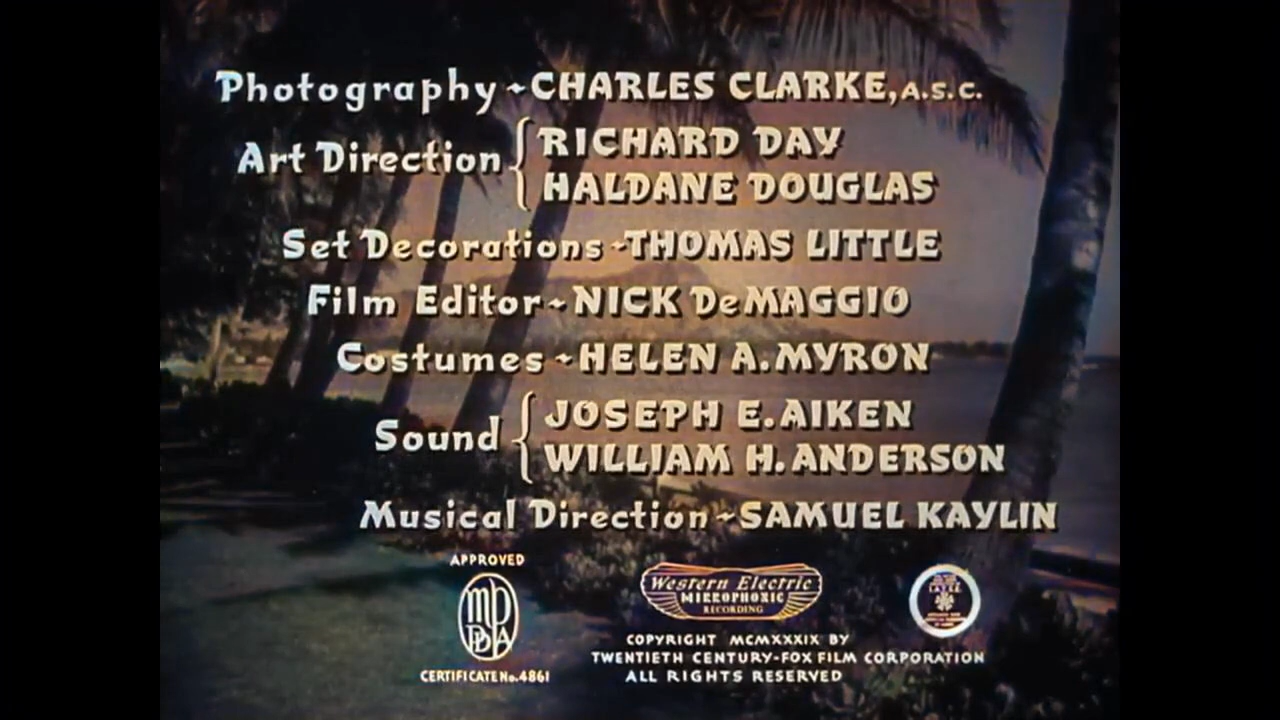 Photography ~ CHARLES CLARKE, A.S.C.
Art Direction { RICHARD DAY
HALDANE DOUGLAS
Set Decorations ~ THOMAS LITTLE
Film Editor ~ NICK DeMAGGIO
Costumes ~ HELEN A. MYRON
Sound { JOSEPH E. AIKEN
WILLIAM H. ANDERSON
Musical Direction ~ SAMUEL KAYLIN
APPROVED
MPPDA
CERTIFICATE No. 4861
Western Electric
MIRROPHONIC
RECORDING
COPYRIGHT MCMXXXIX BY
TWENTIETH CENTURY-FOX FILM CORPORATION
ALL RIGHTS RESERVED
I.A.T.S.E.